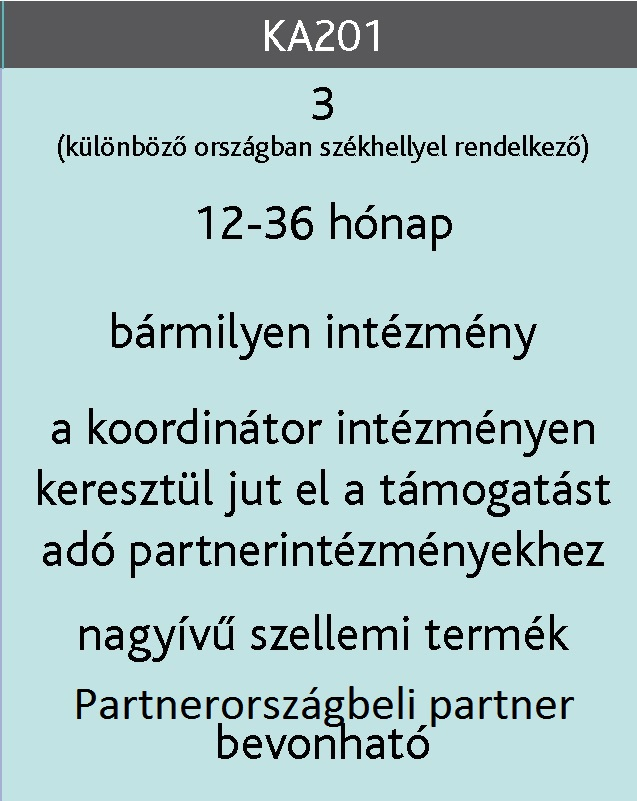 KA201
3
(különböző országban székhellyel rendelkező)
12-36 hónap
bármilyen intézmény
a koordinátor intézményen
keresztül jut el a támogatást
adó partnerintézményekhez
nagyívű szellemi termék
Partnerországbeli partner
bevonható